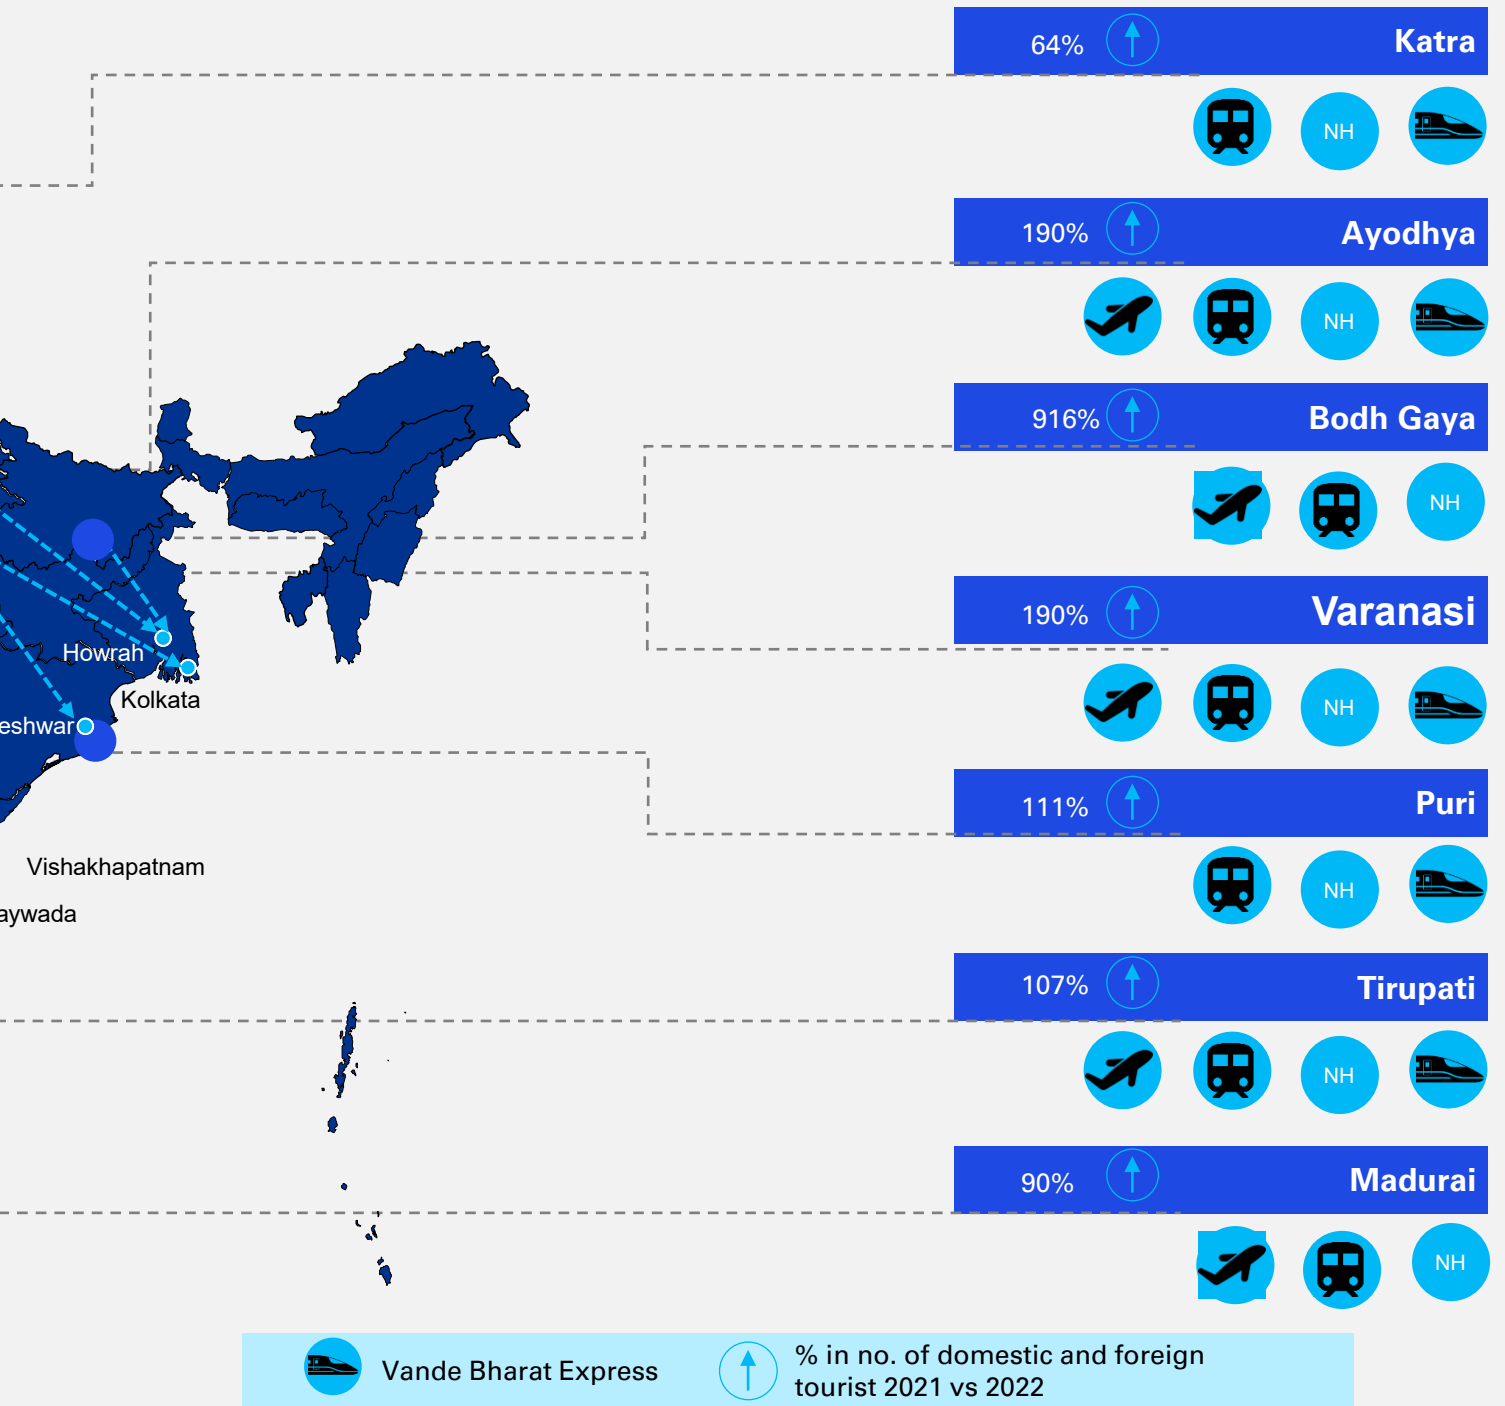 64% Katra
NH
190% Ayodhya
NH
916% Bodh Gaya
NH
190% Varanasi
NH
Howrah
Kolkata
eshwar
111% Puri
NH
Vishakhapatnam
aywada
107% Tirupati
NH
90% Madurai
NH
Vande Bharat Express
% in no. of domestic and foreign
tourist 2021 vs 2022